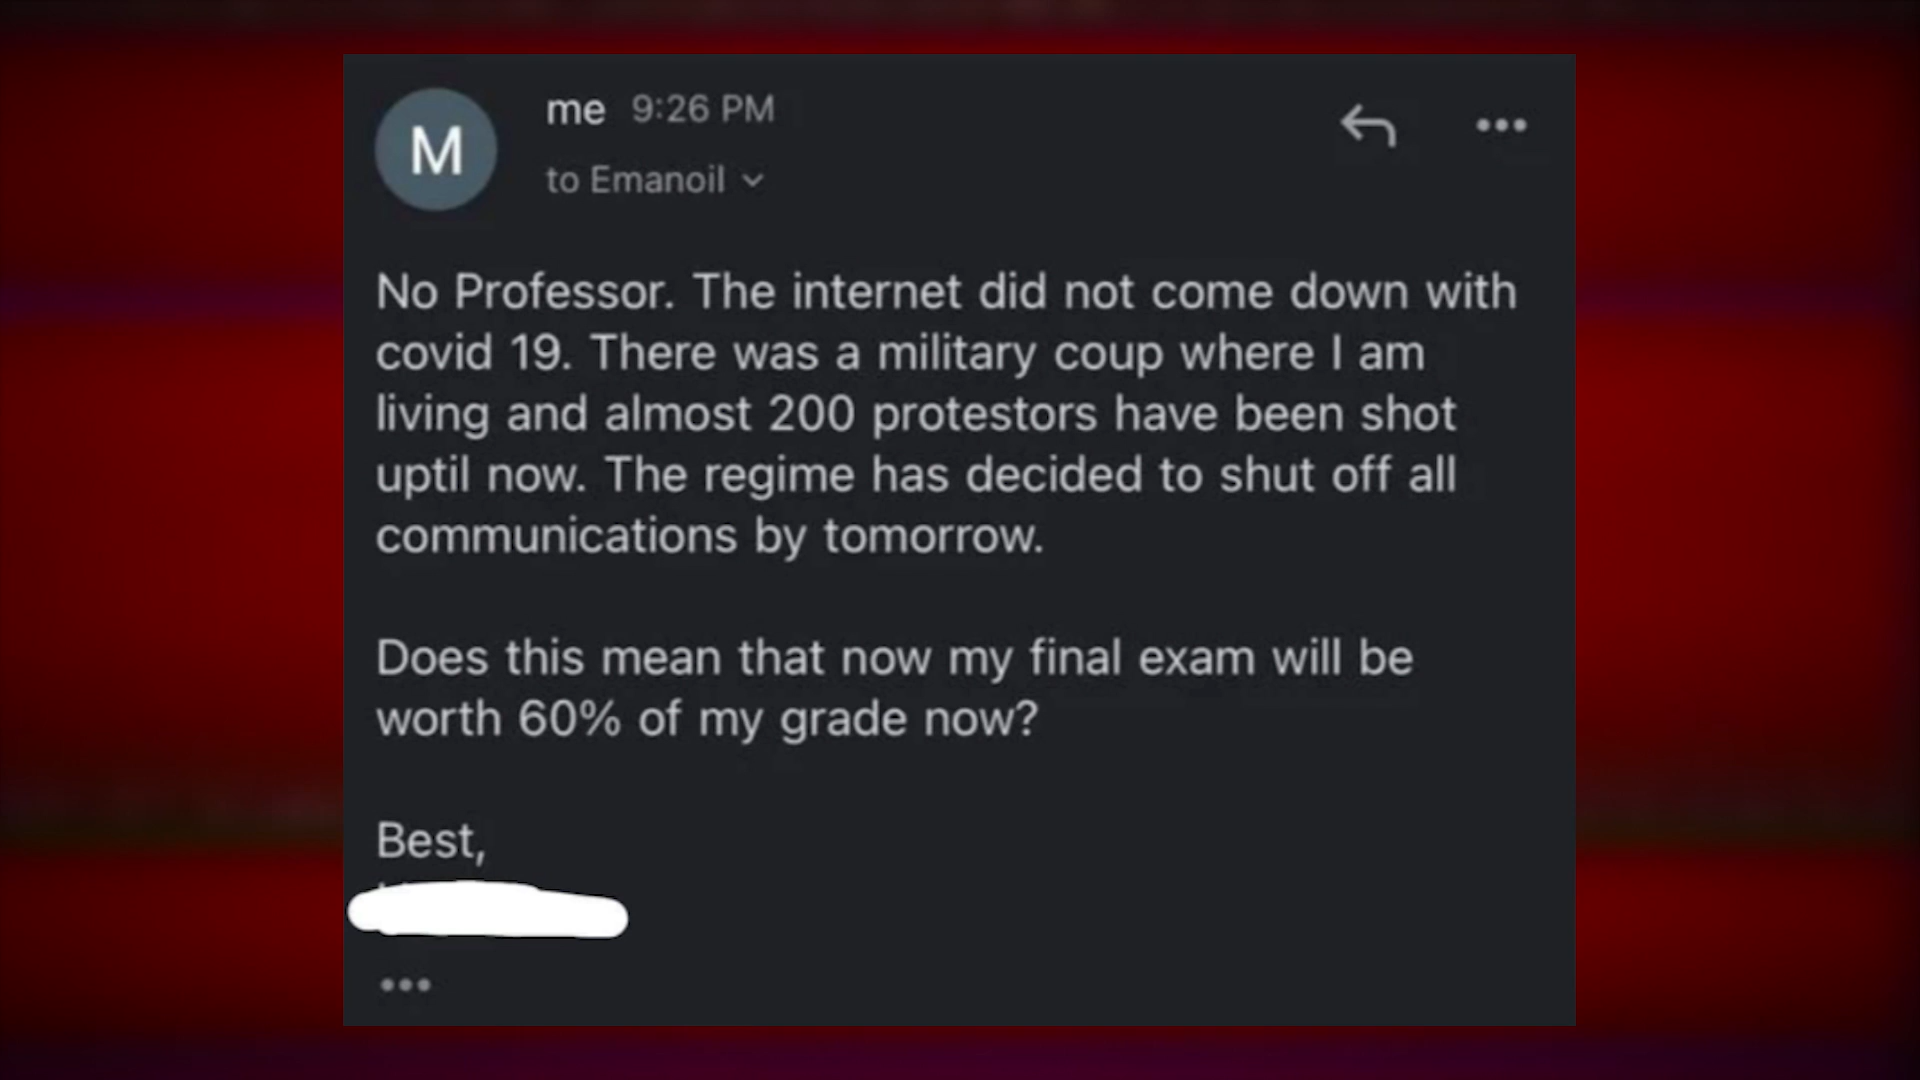 M
me 9:26 PM
to Emanoil
No Professor. The internet did not come down with
covid 19. There was a military coup where I am
living and almost 200 protestors have been shot
uptil now. The regime has decided to shut off all
communications by tomorrow.
Does this mean that now my final exam will be
worth 60% of my grade now?
Best,